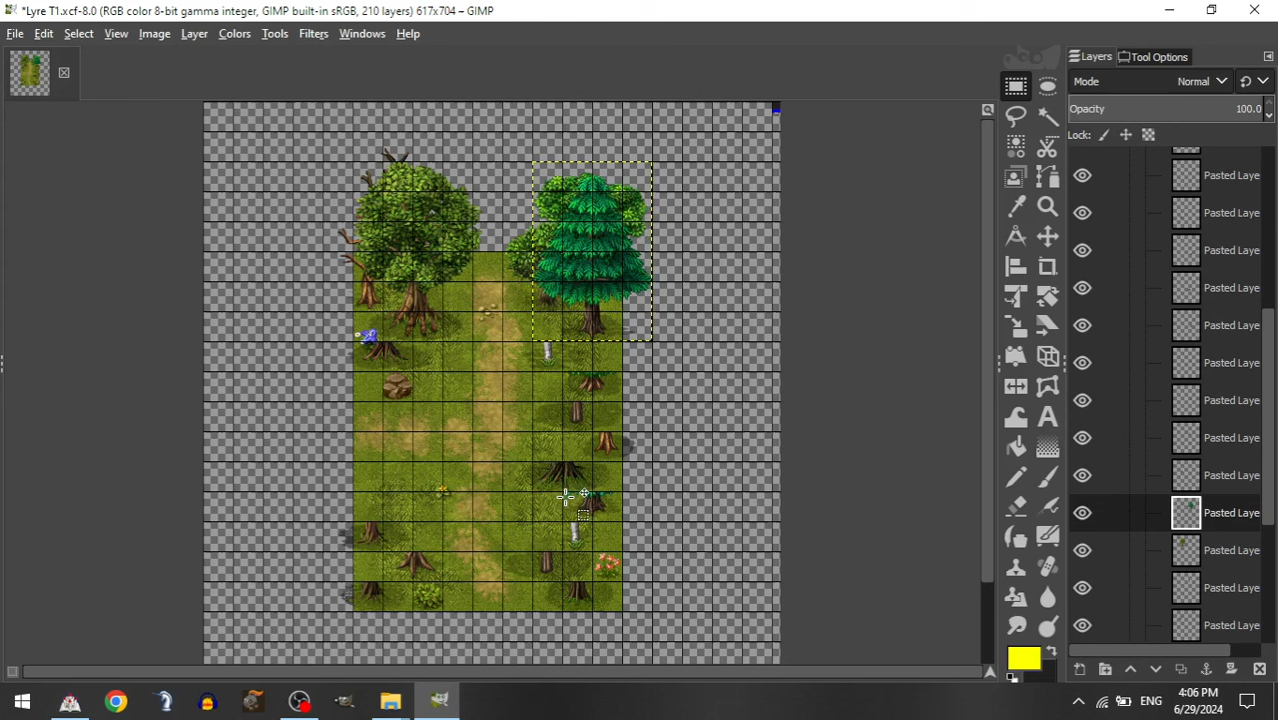 *Lyre T1.xcf-8.0 (RGB color 8-bit gamma integer, GIMP built-in sRGB, 210 layers) 617x704 – GIMP
File Edit Select View Image Layer Colors Tools Filters Windows Help
Layers Tool Options
Mode Normal
Opacity 100.0
Lock:
Pasted Laye
Pasted Laye
Pasted Laye
Pasted Laye
Pasted Laye
Pasted Laye
Pasted Laye
Pasted Laye
Pasted Laye
Pasted Laye
Pasted Laye
Pasted Laye
Pasted Laye
ENG
4:06 PM
6/29/2024